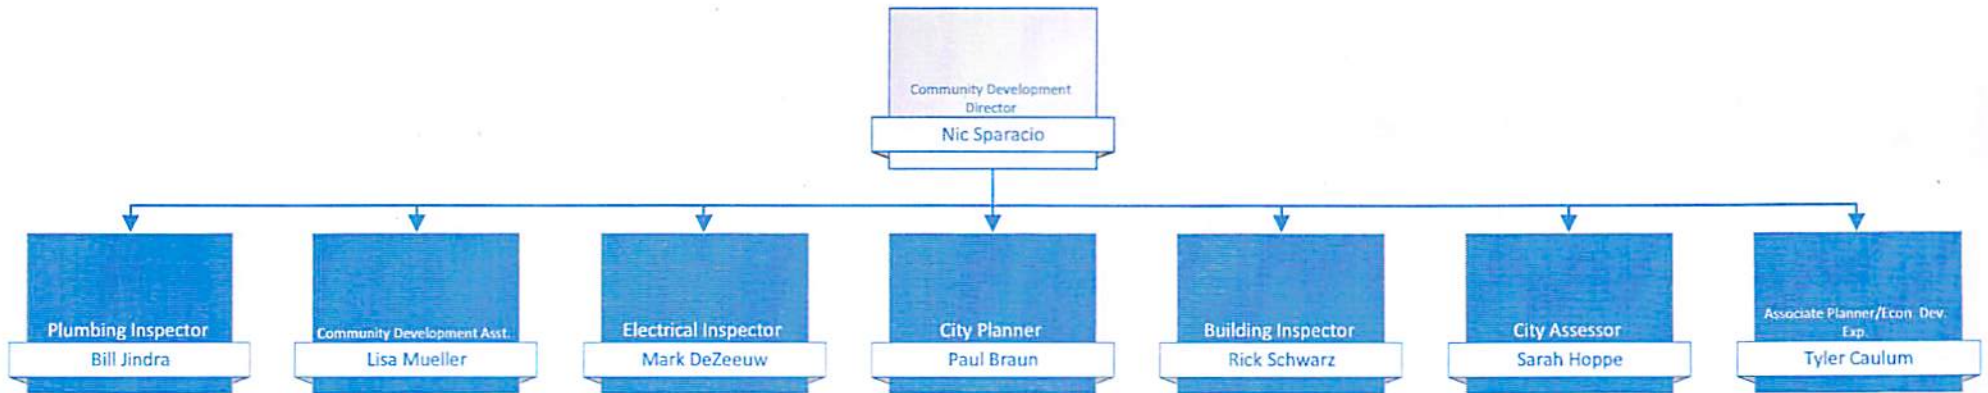 Community Development
Director
Nic Sparacio
Plumbing Inspector
Bill Jindra
Community Development Asst.
Lisa Mueller
Electrical Inspector
Mark DeZeeuw
City Planner
Paul Braun
Building Inspector
Rick Schwarz
City Assessor
Sarah Hoppe
Associate Planner/Econ. Dev.
Exp.
Tyler Caulum